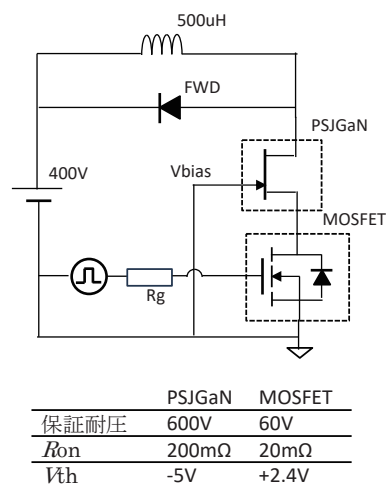 500uH
FWD
PSJGaN
400V
Vbias
MOSFET
Rg
PSJGaN MOSFET
保証耐圧 600V 60V
Ron 200mΩ 20mΩ
Vth -5V +2.4V